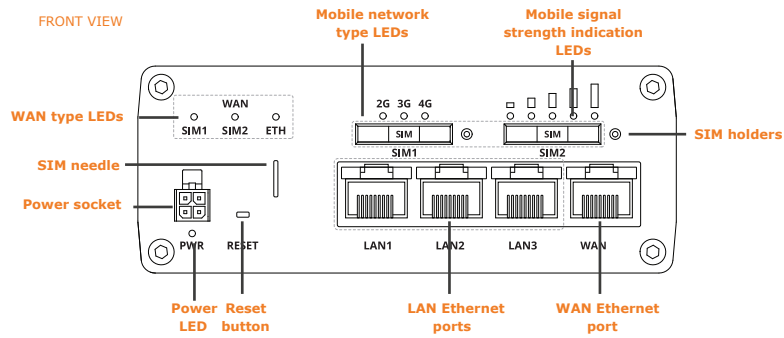 FRONT VIEW
Mobile network
type LEDs
Mobile signal
strength indication
LEDs
WAN type LEDs
WAN
SIM1 SIM2 ETH
2G 3G 4G
SIM
SIM
SIM1
SIM2
SIM holders
SIM needle
Power socket
PWR
RESET
LAN1
LAN2
LAN3
WAN
Power
LED
Reset
button
LAN Ethernet
ports
WAN Ethernet
port